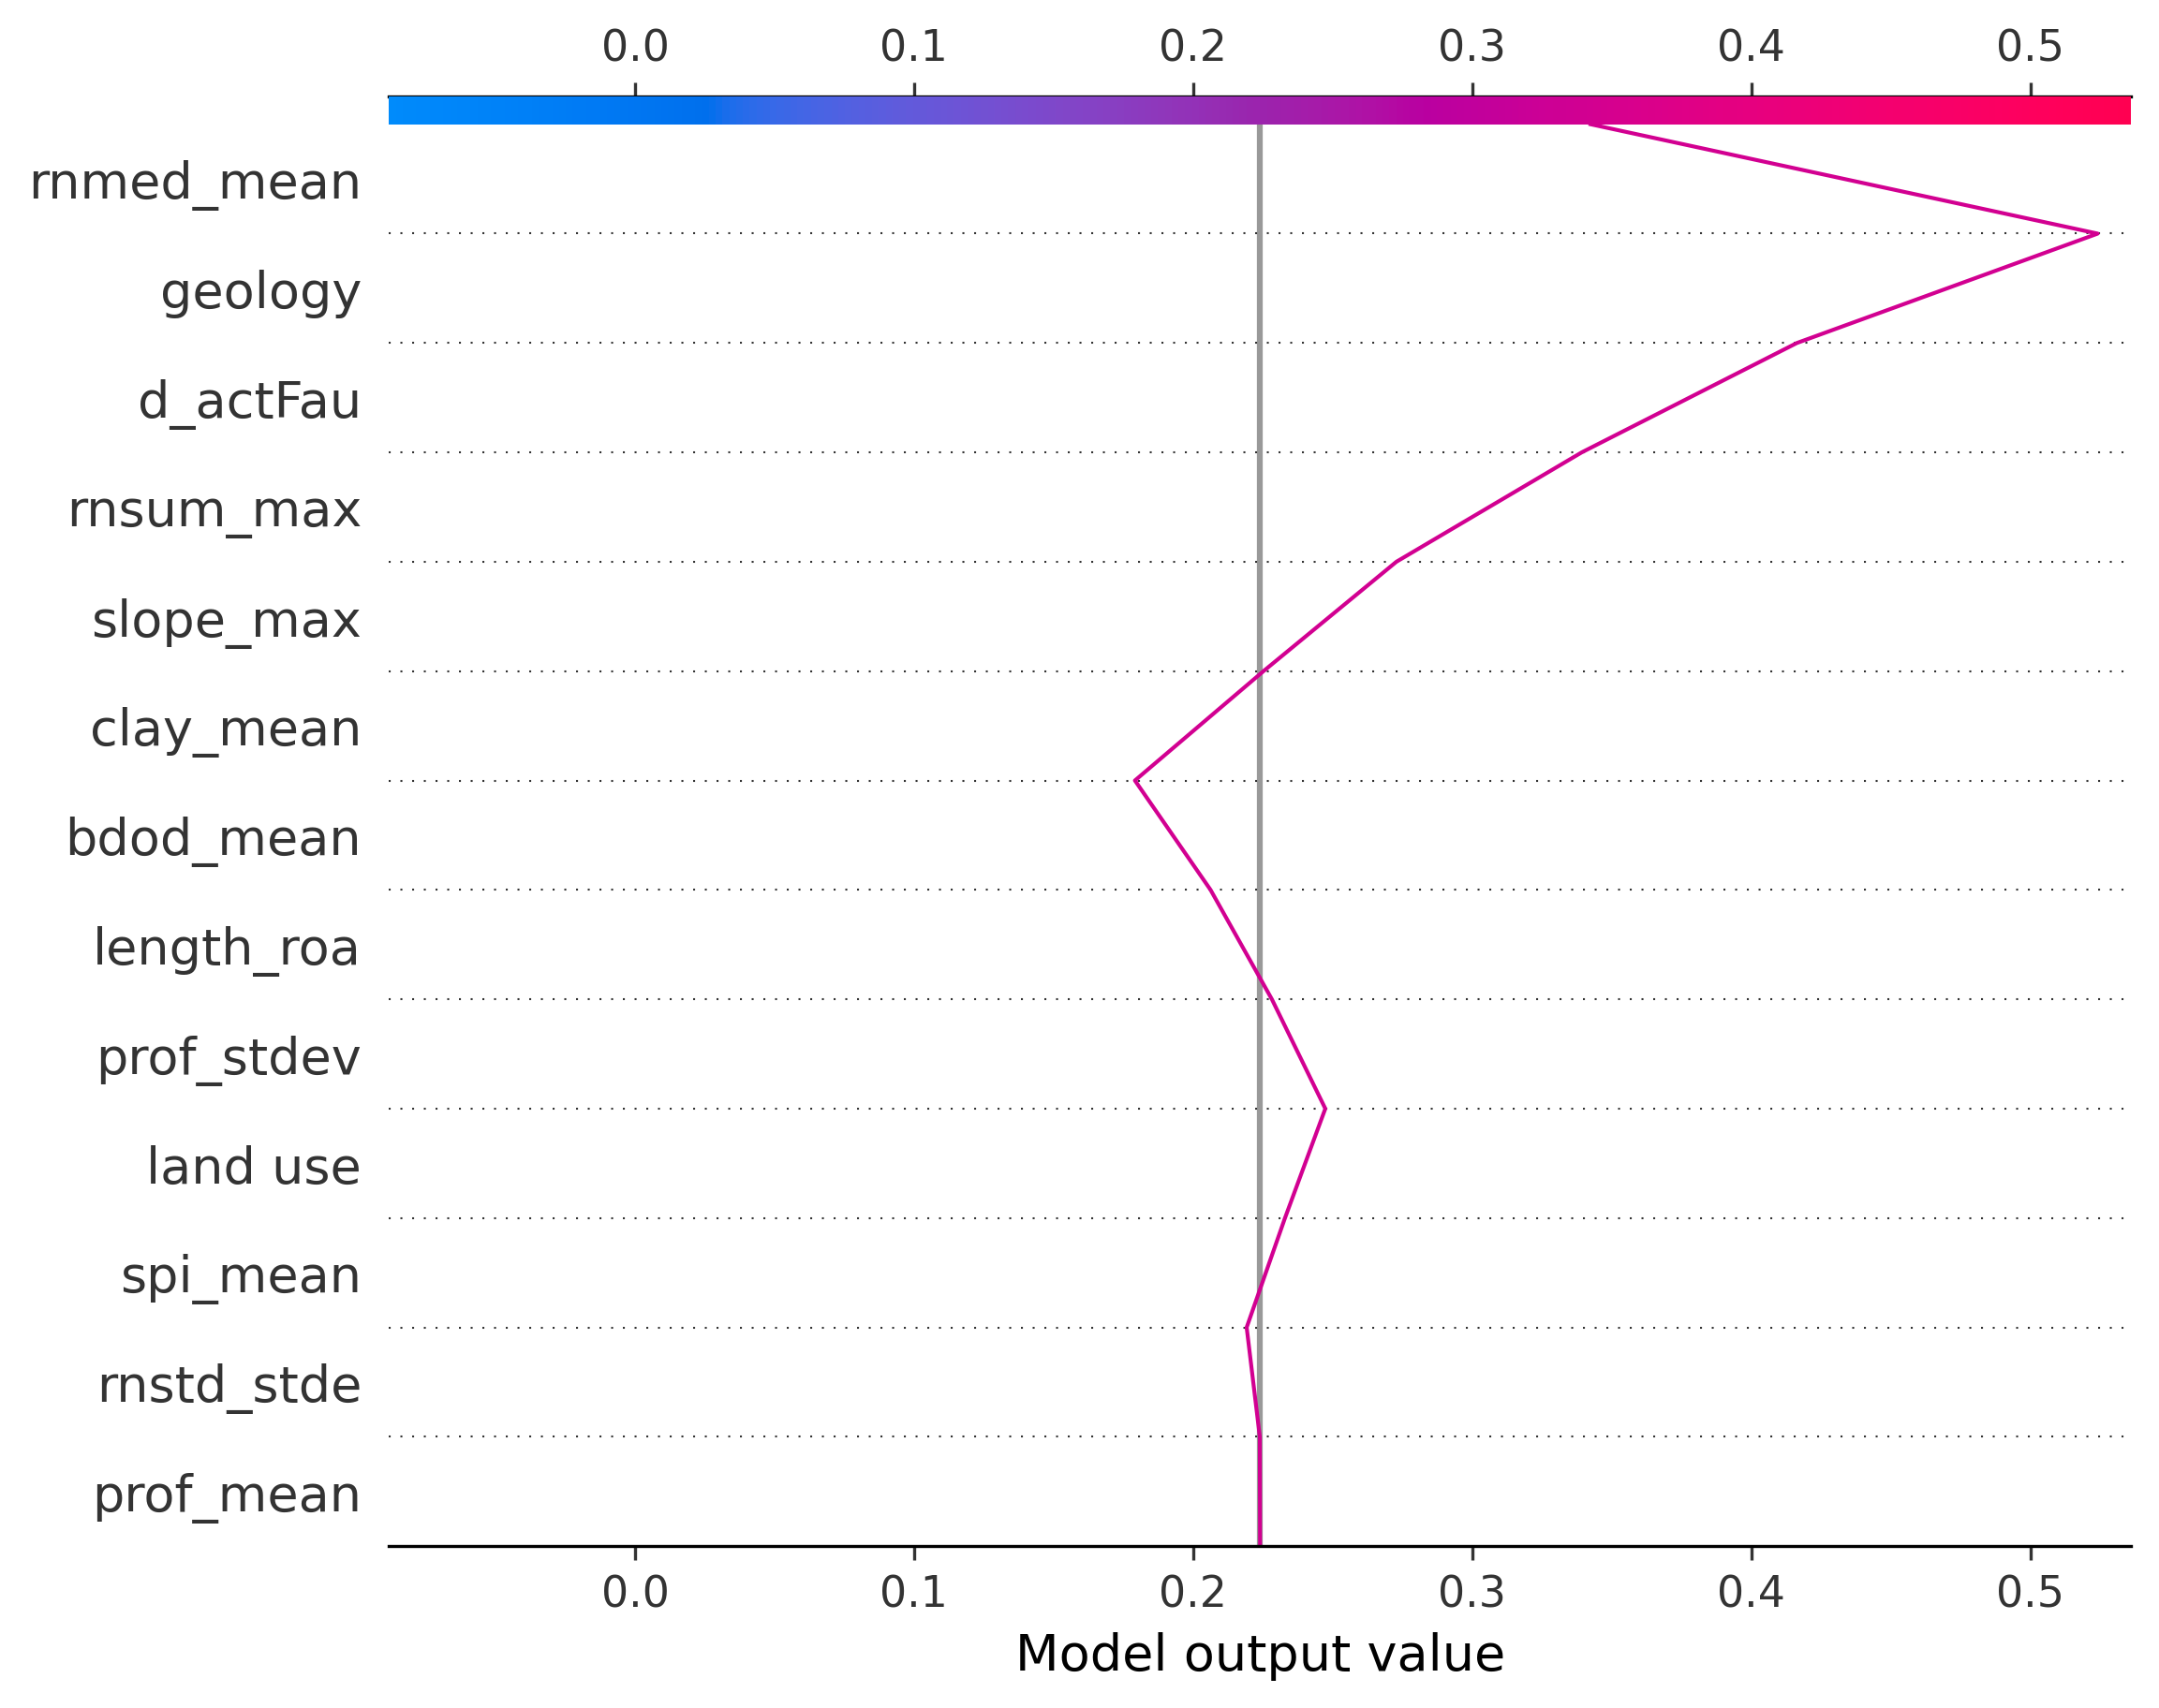 0.0 0.1 0.2 0.3 0.4 0.5
rnmed_mean
geology
d_actFau
rnsum_max
slope_max
clay_mean
bdod_mean
length_roa
prof_stdev
land use
spi_mean
rnstd_stde
prof_mean
0.0 0.1 0.2 0.3 0.4 0.5
Model output value